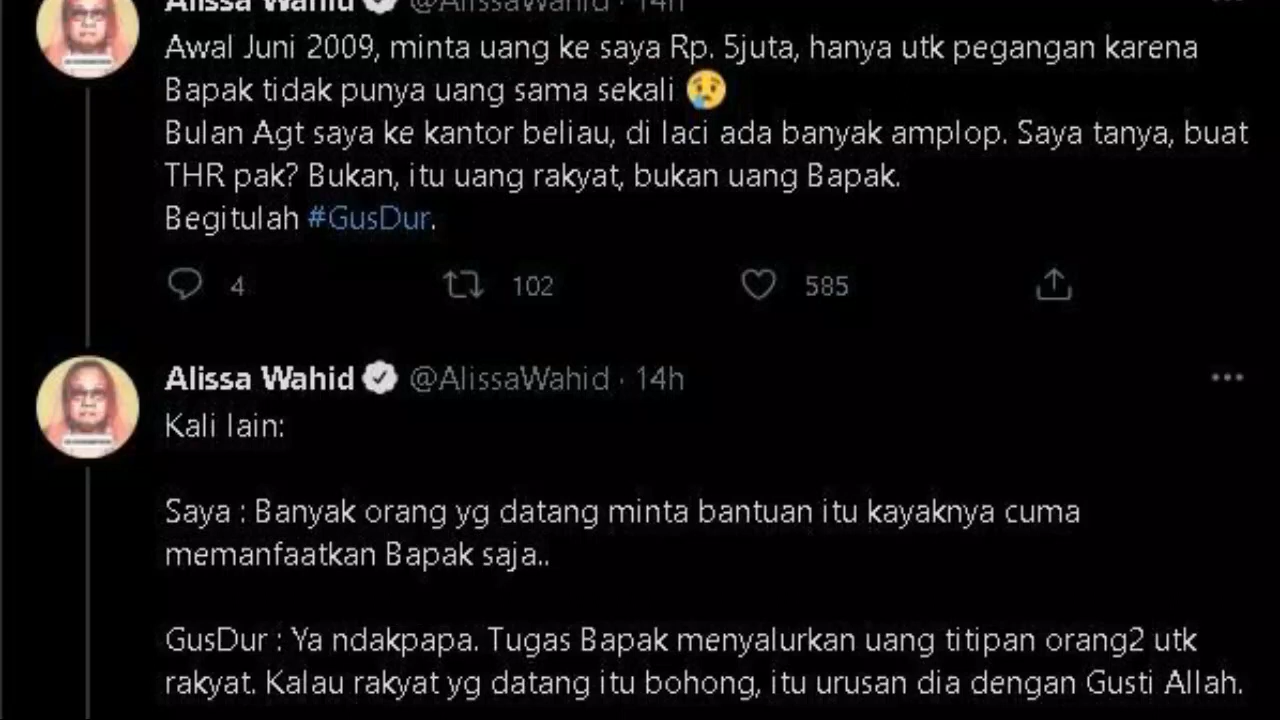 Alissa Wahid @AlissaWahid · 14h
Awal Juni 2009, minta uang ke saya Rp. 5juta, hanya utk pegangan karena
Bapak tidak punya uang sama sekali 😢
Bulan Agt saya ke kantor beliau, di laci ada banyak amplop. Saya tanya, buat
THR pak? Bukan, itu uang rakyat, bukan uang Bapak.
Begitulah #GusDur.
4 102 585
Alissa Wahid @AlissaWahid · 14h
Kali lain:
Saya : Banyak orang yg datang minta bantuan itu kayaknya cuma
memanfaatkan Bapak saja..
GusDur : Ya ndakpapa. Tugas Bapak menyalurkan uang titipan orang2 utk
rakyat. Kalau rakyat yg datang itu bohong, itu urusan dia dengan Gusti Allah.